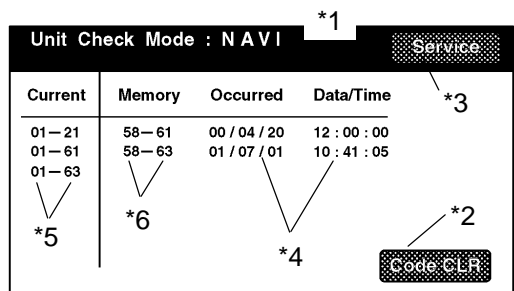 *1
Unit Check Mode : NAVI
Service
*3
Current Memory Occurred Data/Time
01-21 58-61 00 / 04 / 20 12 : 00 : 00
01-61 58-63 01 / 07 / 01 10 : 41 : 05
01-63
*5 *6 *4
*2
Code CLR